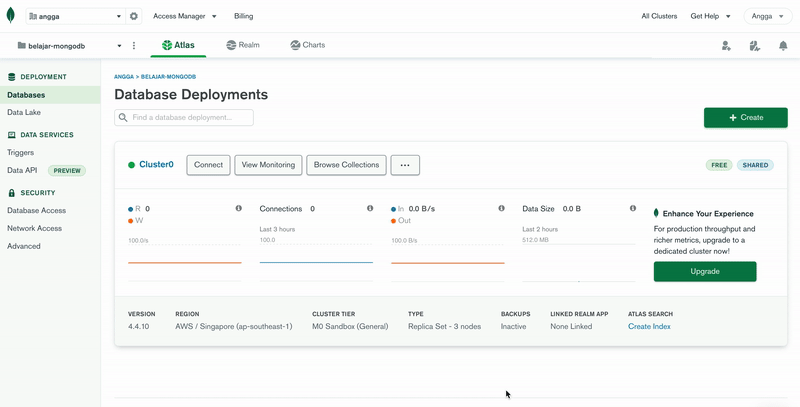 angga
Access Manager
Billing
All Clusters
Get Help
Angga
belajar-mongodb
Atlas
Realm
Charts
DEPLOYMENT
Databases
Data Lake
DATA SERVICES
Triggers
Data API PREVIEW
SECURITY
Database Access
Network Access
Advanced
ANGGA > BELAJAR-MONGODB
Database Deployments
Find a database deployment...
+ Create
Cluster0
Connect
View Monitoring
Browse Collections
...
FREE
SHARED
R 0
W
100.0/s
Connections 0
Last 3 hours
100.0
In 0.0 B/s
Out
100.0 B/s
Data Size 0.0 B
Last 2 hours
512.0 MB
Enhance Your Experience
For production throughput and
richer metrics, upgrade to a
dedicated cluster now!
Upgrade
VERSION
4.4.10
REGION
AWS / Singapore (ap-southeast-1)
CLUSTER TIER
M0 Sandbox (General)
TYPE
Replica Set - 3 nodes
BACKUPS
Inactive
LINKED REALM APP
None Linked
ATLAS SEARCH
Create Index